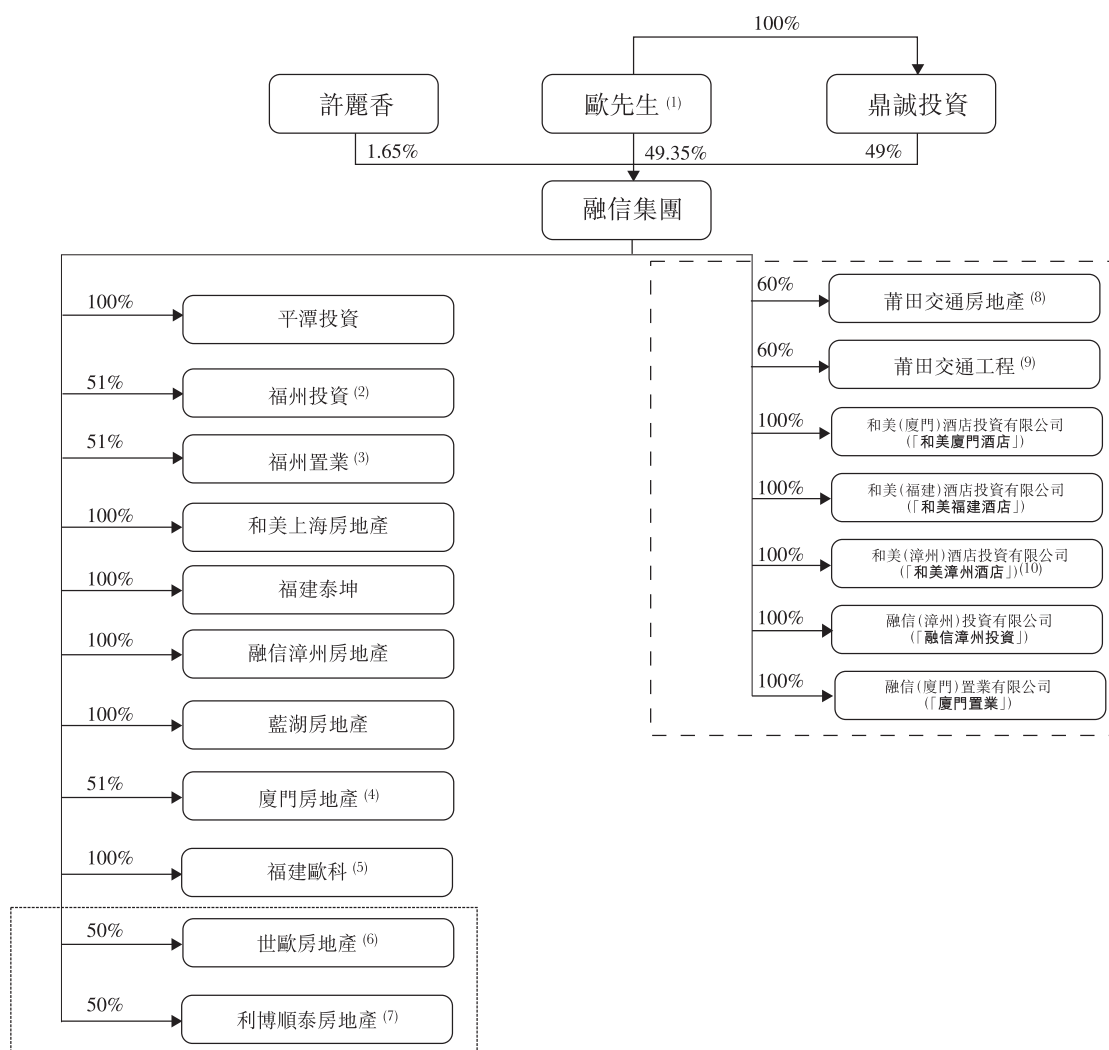 100%
許麗香
歐先生 (1)
鼎誠投資
1.65%
49.35%
49%
融信集團
100%
平潭投資
51%
福州投資 (2)
51%
福州置業 (3)
100%
和美上海房地產
100%
福建泰坤
100%
融信漳州房地產
100%
藍湖房地產
51%
廈門房地產 (4)
100%
福建歐科 (5)
50%
世歐房地產 (6)
50%
利博順泰房地產 (7)
60%
莆田交通房地產 (8)
60%
莆田交通工程 (9)
100%
和美(廈門)酒店投資有限公司
(「和美廈門酒店」)
100%
和美(福建)酒店投資有限公司
(「和美福建酒店」)
100%
和美(漳州)酒店投資有限公司
(「和美漳州酒店」)(10)
100%
融信(漳州)投資有限公司
(「融信漳州投資」)
100%
融信(廈門)置業有限公司
(「廈門置業」)